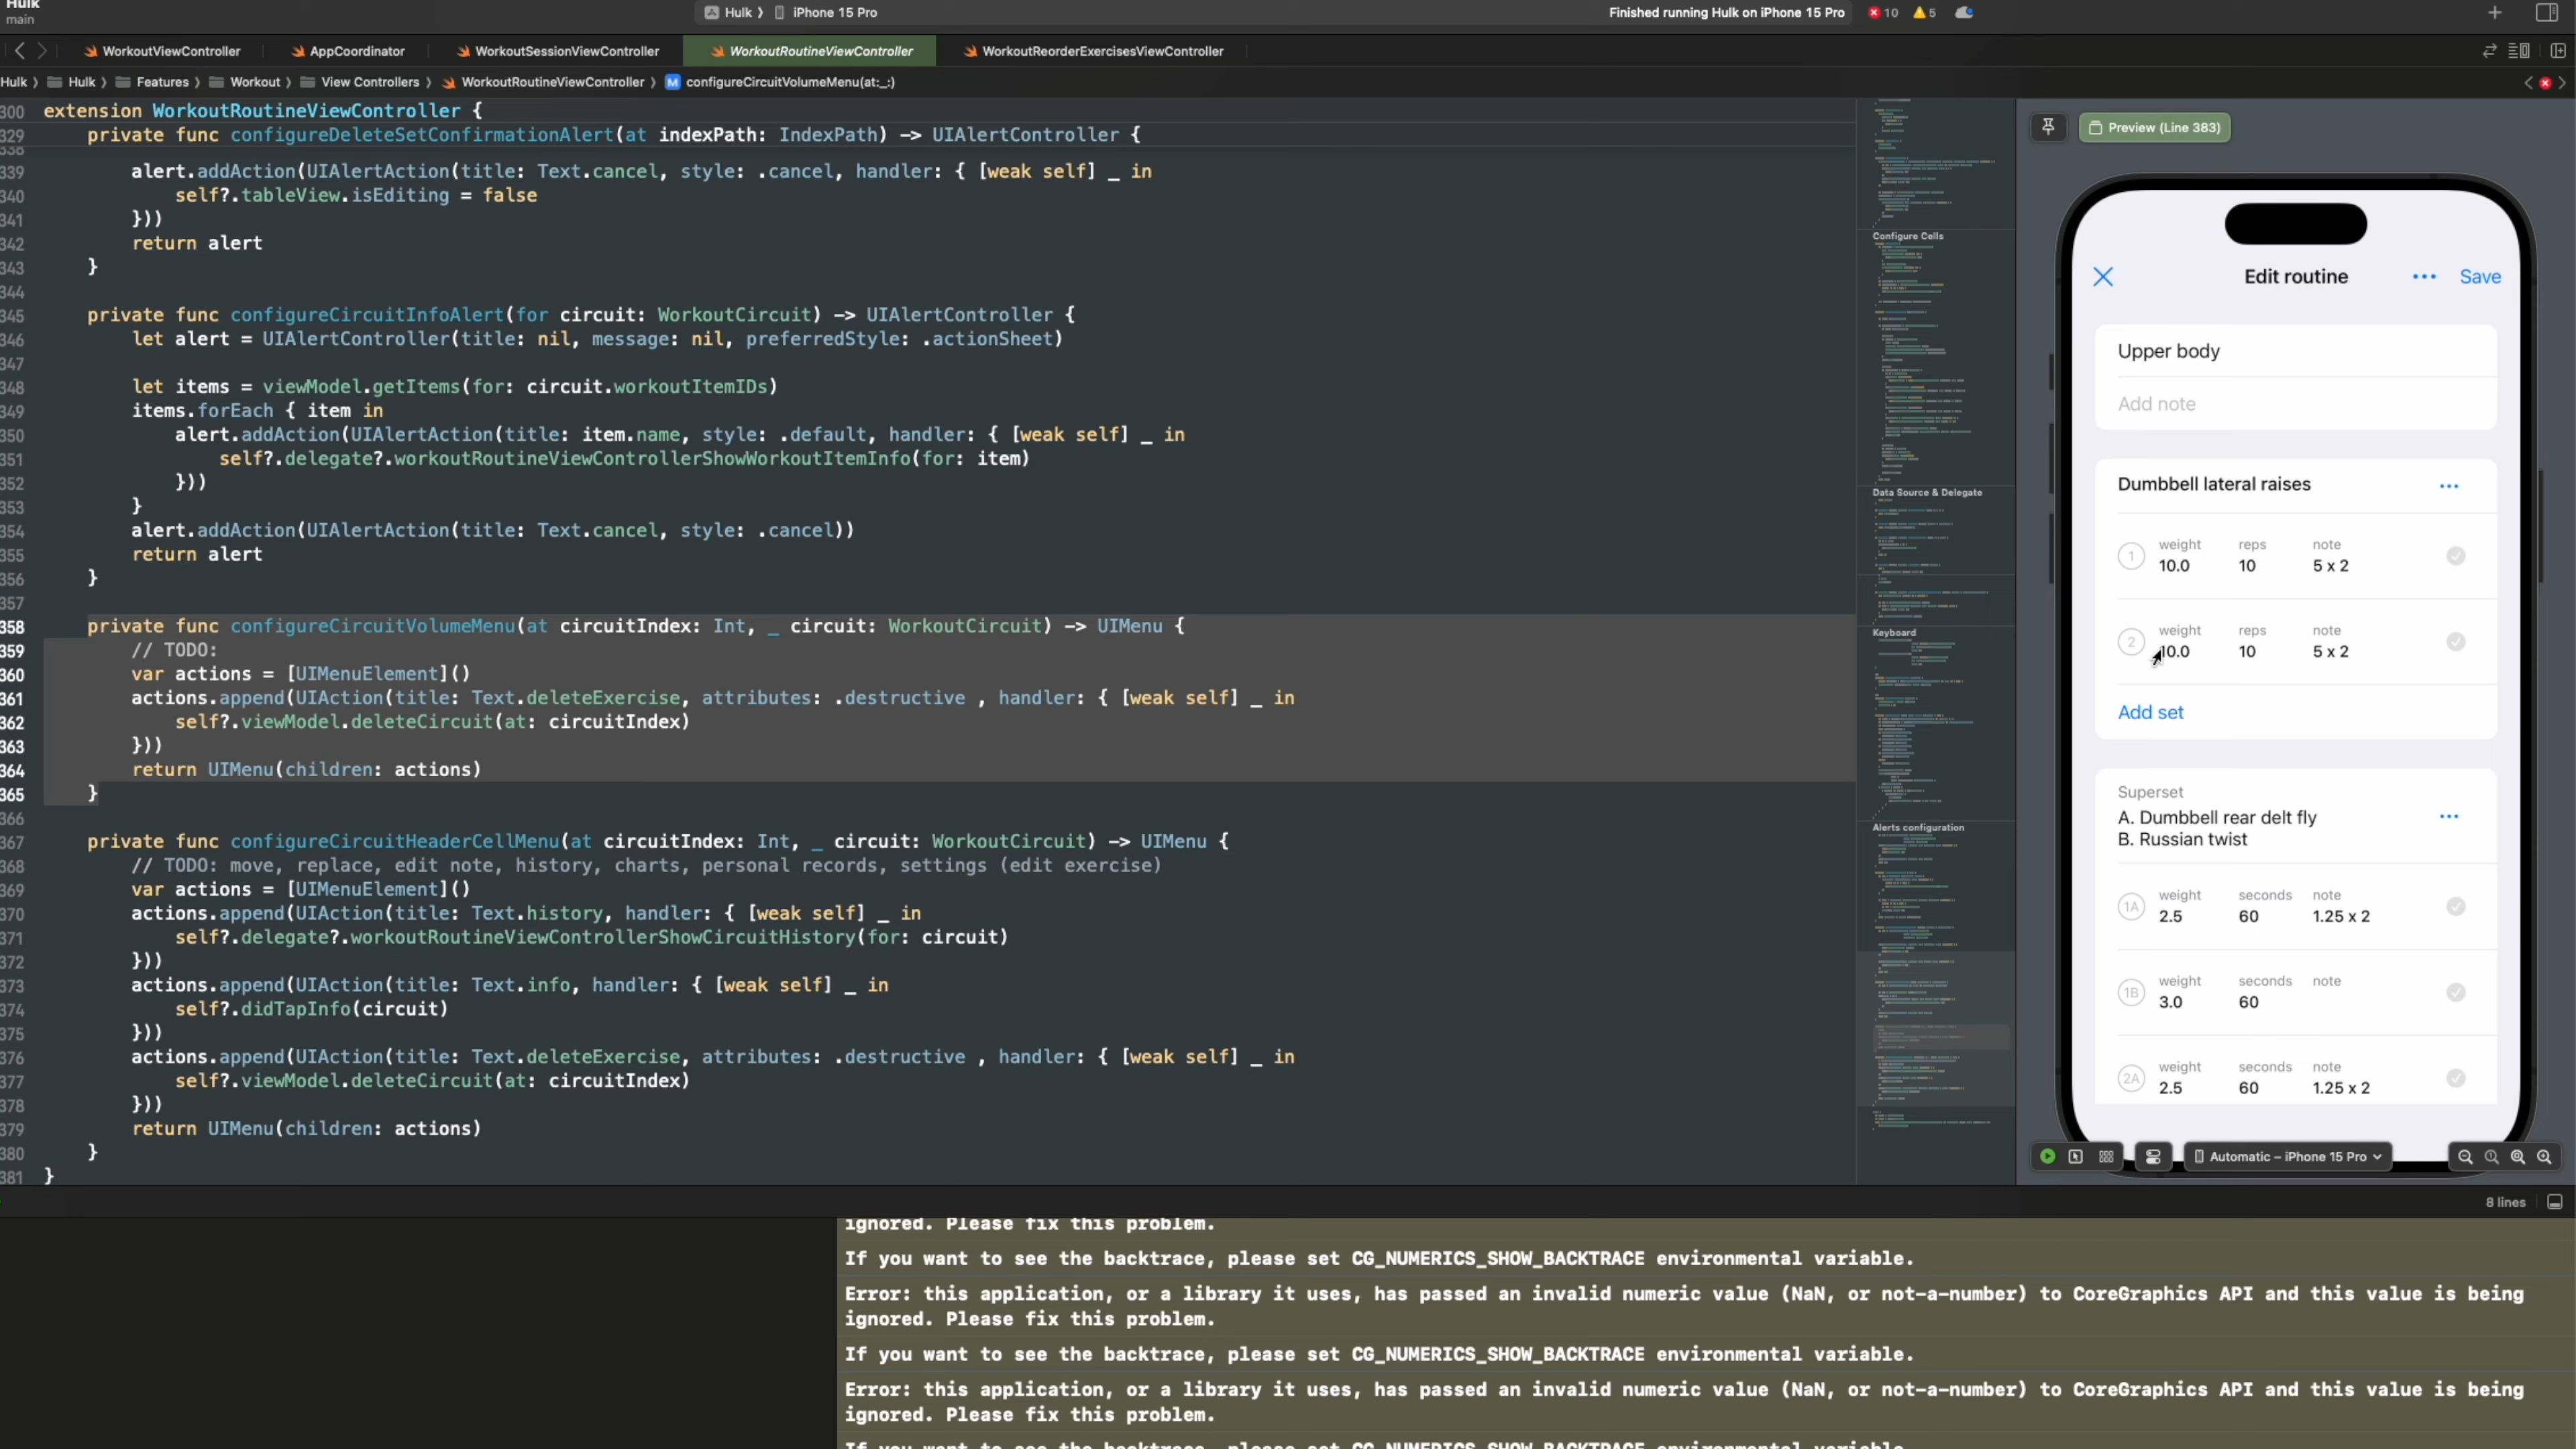 Hulk
main
Hulk 〉 iPhone 15 Pro
Finished running Hulk on iPhone 15 Pro
10
5
WorkoutViewController
AppCoordinator
WorkoutSessionViewController
WorkoutRoutineViewController
WorkoutReorderExercisesViewController
Hulk 〉 Hulk 〉 Features 〉 Workout 〉 View Controllers 〉 WorkoutRoutineViewController 〉 M configureCircuitVolumeMenu(at:_:)
300 extension WorkoutRoutineViewController {
329     private func configureDeleteSetConfirmationAlert(at indexPath: IndexPath) -> UIAlertController {
338
339         alert.addAction(UIAlertAction(title: Text.cancel, style: .cancel, handler: { [weak self] _ in
340             self?.tableView.isEditing = false
341         }))
342         return alert
343     }
344
345     private func configureCircuitInfoAlert(for circuit: WorkoutCircuit) -> UIAlertController {
346         let alert = UIAlertController(title: nil, message: nil, preferredStyle: .actionSheet)
347
348         let items = viewModel.getItems(for: circuit.workoutItemIDs)
349         items.forEach { item in
350             alert.addAction(UIAlertAction(title: item.name, style: .default, handler: { [weak self] _ in
351                 self?.delegate?.workoutRoutineViewControllerShowWorkoutItemInfo(for: item)
352             }))
353         }
354         alert.addAction(UIAlertAction(title: Text.cancel, style: .cancel))
355         return alert
356     }
357
358     private func configureCircuitVolumeMenu(at circuitIndex: Int, _ circuit: WorkoutCircuit) -> UIMenu {
359         // TODO:
360         var actions = [UIMenuElement]()
361         actions.append(UIAction(title: Text.deleteExercise, attributes: .destructive , handler: { [weak self] _ in
362             self?.viewModel.deleteCircuit(at: circuitIndex)
363         }))
364         return UIMenu(children: actions)
365     }
366
367     private func configureCircuitHeaderCellMenu(at circuitIndex: Int, _ circuit: WorkoutCircuit) -> UIMenu {
368         // TODO: move, replace, edit note, history, charts, personal records, settings (edit exercise)
369         var actions = [UIMenuElement]()
370         actions.append(UIAction(title: Text.history, handler: { [weak self] _ in
371             self?.delegate?.workoutRoutineViewControllerShowCircuitHistory(for: circuit)
372         }))
373         actions.append(UIAction(title: Text.info, handler: { [weak self] _ in
374             self?.didTapInfo(circuit)
375         }))
376         actions.append(UIAction(title: Text.deleteExercise, attributes: .destructive , handler: { [weak self] _ in
377             self?.viewModel.deleteCircuit(at: circuitIndex)
378         }))
379         return UIMenu(children: actions)
380     }
381 }
Configure Cells
Data Source & Delegate
Keyboard
Alerts configuration
Preview (Line 383)
Edit routine
Save
Upper body
Add note
Dumbbell lateral raises
weight reps note
1 10.0 10 5 x 2
weight reps note
2 10.0 10 5 x 2
Add set
Superset
A. Dumbbell rear delt fly
B. Russian twist
weight seconds note
1A 2.5 60 1.25 x 2
weight seconds note
1B 3.0 60
weight seconds note
2A 2.5 60 1.25 x 2
Automatic – iPhone 15 Pro
8 lines
ignored. Please fix this problem.
If you want to see the backtrace, please set CG_NUMERICS_SHOW_BACKTRACE environmental variable.
Error: this application, or a library it uses, has passed an invalid numeric value (NaN, or not-a-number) to CoreGraphics API and this value is being
ignored. Please fix this problem.
If you want to see the backtrace, please set CG_NUMERICS_SHOW_BACKTRACE environmental variable.
Error: this application, or a library it uses, has passed an invalid numeric value (NaN, or not-a-number) to CoreGraphics API and this value is being
ignored. Please fix this problem.
If you want to see the backtrace, please set CG_NUMERICS_SHOW_BACKTRACE environmental variable.